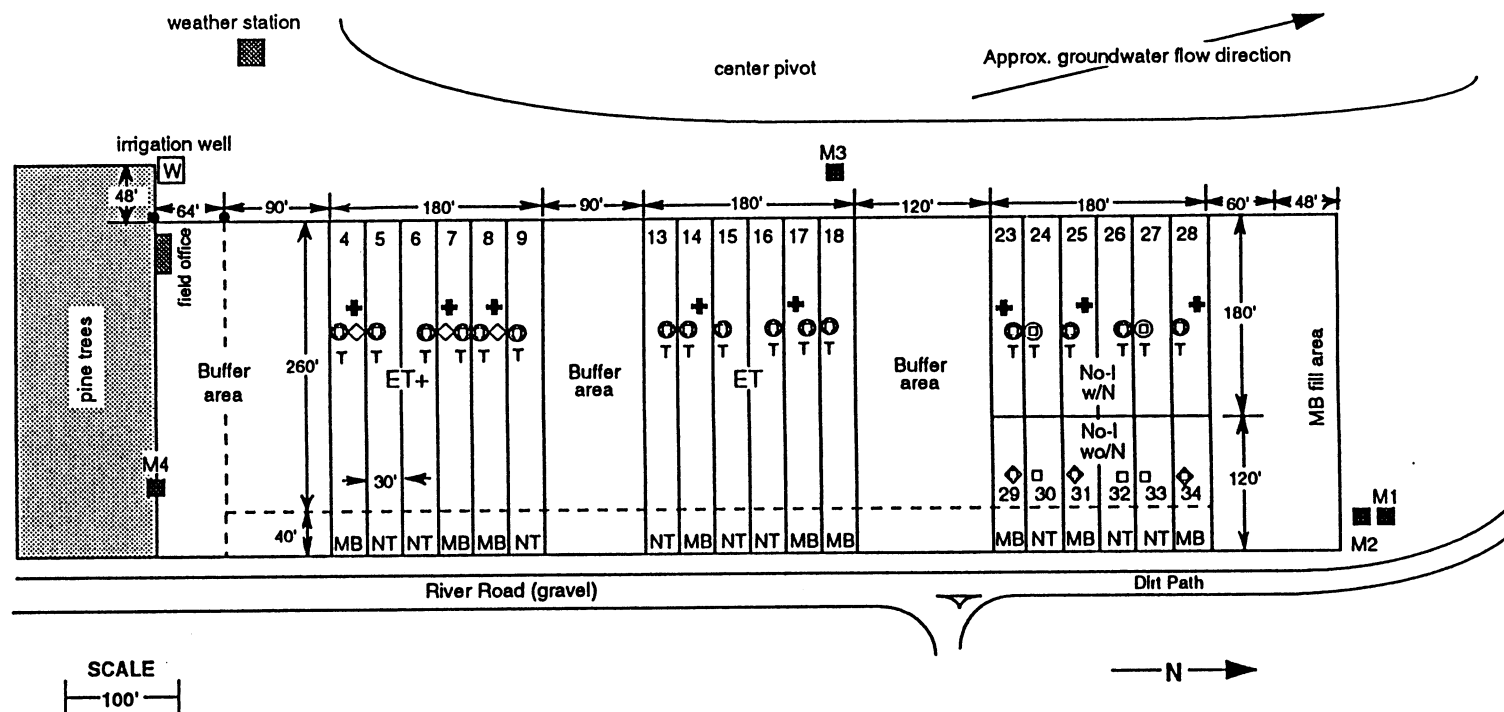 weather station
center pivot
Approx. groundwater flow direction
irrigation well
W
M3
48'
64'
90'
180'
90'
180'
120'
180'
60'
48'
field office
4 5 6 7 8 9
13 14 15 16 17 18
23 24 25 26 27 28
pine trees
Buffer
area
260'
T T T T T T
ET+
Buffer
area
T T T T T T
ET
Buffer
area
T T T T T T
No-I
w/N
180'
MB fill area
No-I
wo/N
120'
M4
30'
29 30 31 32 33 34
40'
MB NT NT MB MB NT
NT MB NT NT MB MB
MB NT MB NT NT MB
M1
M2
River Road (gravel)
Dirt Path
SCALE
100'
N